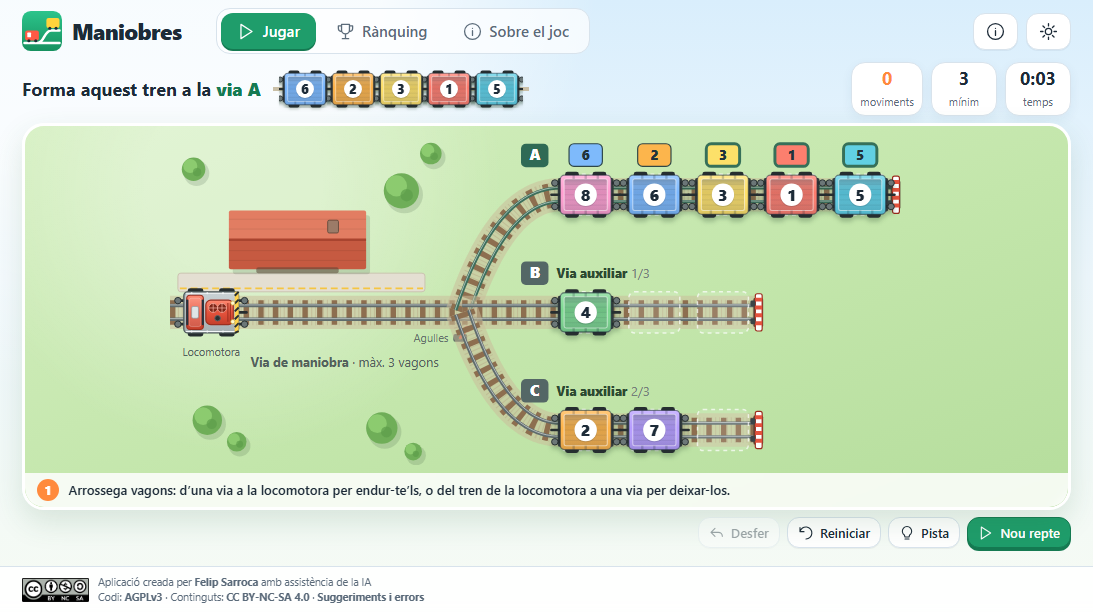 Maniobres
Jugar
Rànquing
Sobre el joc
Forma aquest tren a la via A
6 2 3 1 5
0 moviments
3 mínim
0:03 temps
A 6 2 3 1 5
8 6 3 1 5
B Via auxiliar 1/3
4
Locomotora
Agulles
Via de maniobra · màx. 3 vagons
C Via auxiliar 2/3
2 7
1 Arrossega vagons: d’una via a la locomotora per endur-te’ls, o del tren de la locomotora a una via per deixar-los.
Desfer
Reiniciar
Pista
Nou repte
cc BY NC SA
Aplicació creada per Felip Sarroca amb assistència de la IA
Codi: AGPLv3 · Continguts: CC BY-NC-SA 4.0 · Suggeriments i errors